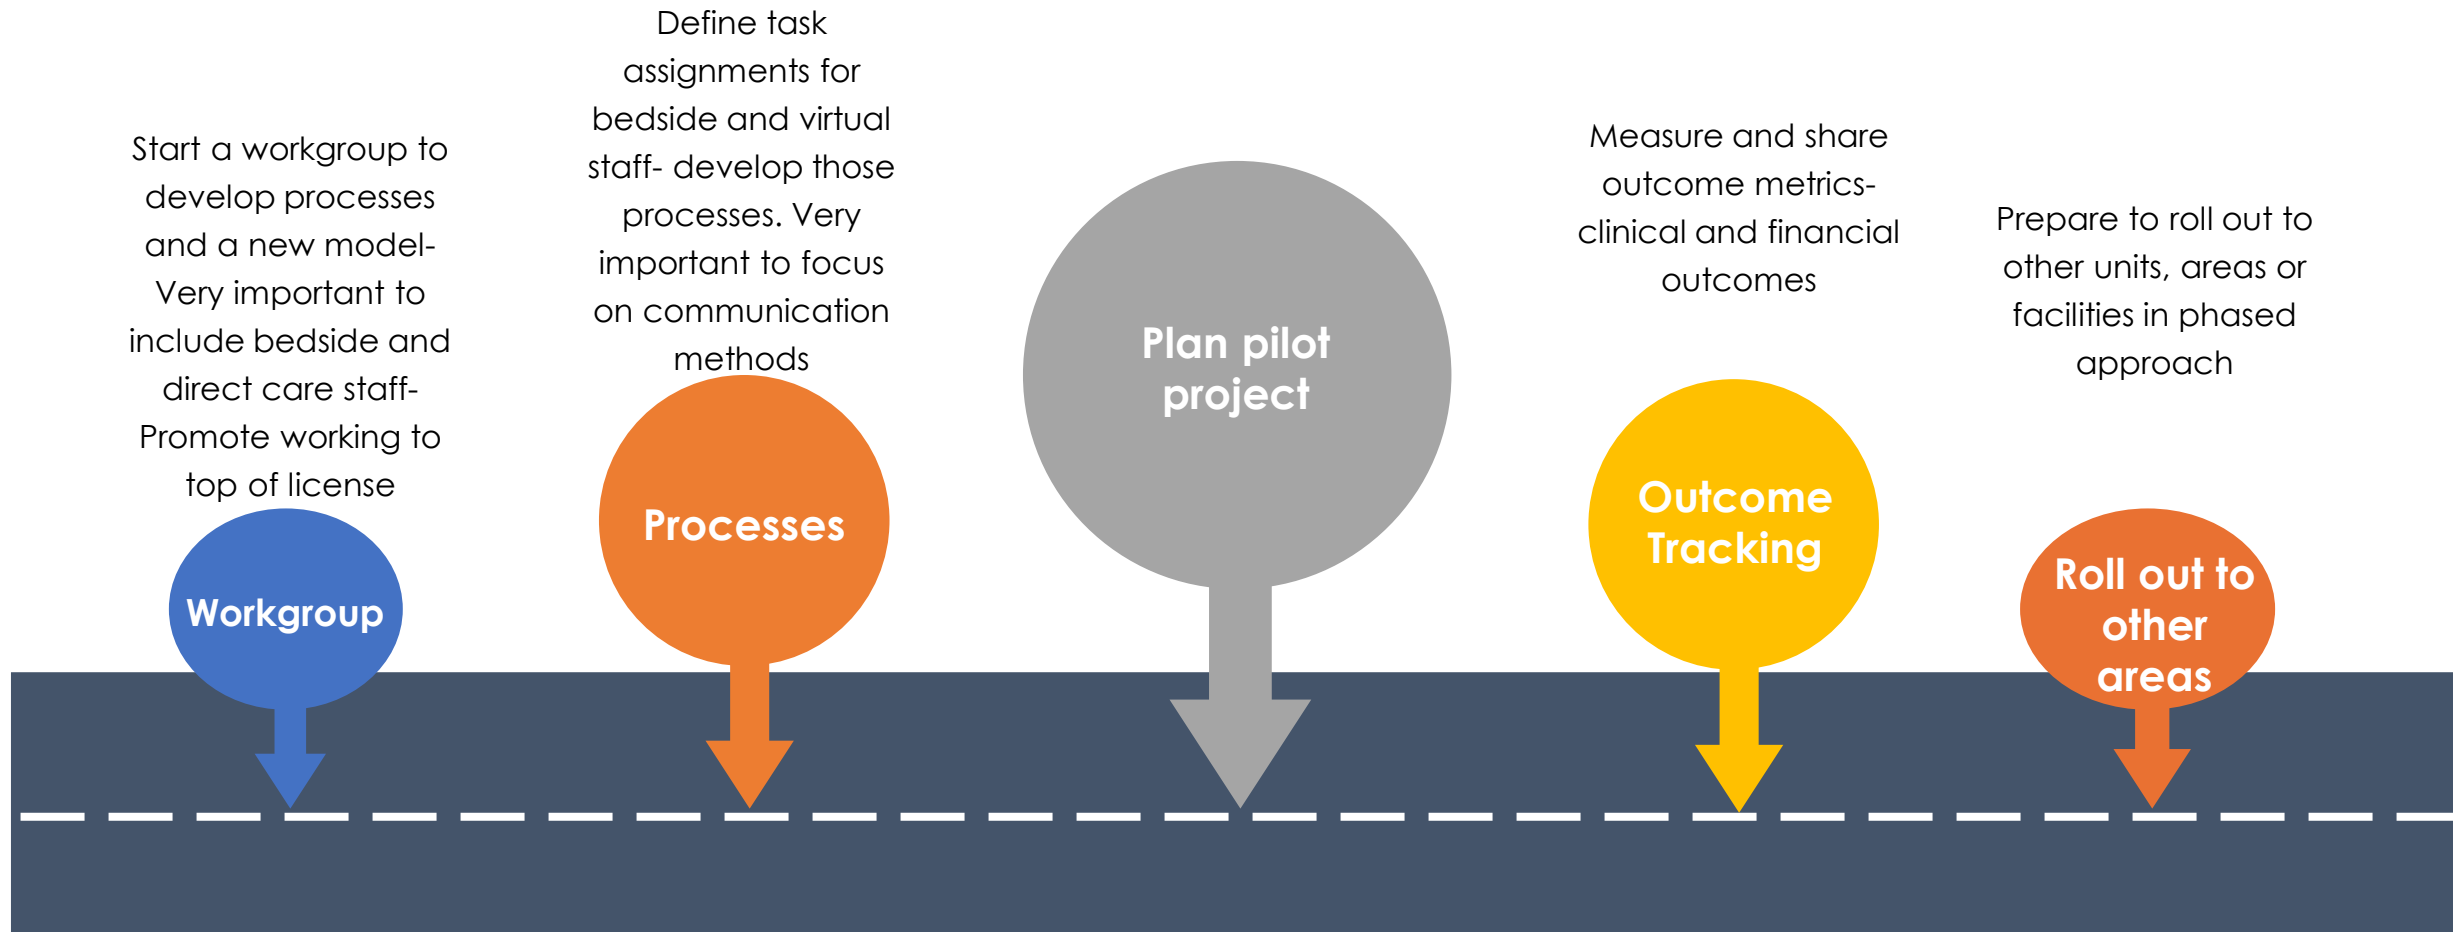 Start a workgroup to
develop processes
and a new model-
Very important to
include bedside and
direct care staff-
Promote working to
top of license
Workgroup
Define task
assignments for
bedside and virtual
staff- develop those
processes. Very
important to focus
on communication
methods
Processes
Plan pilot
project
Measure and share
outcome metrics-
clinical and financial
outcomes
Outcome
Tracking
Prepare to roll out to
other units, areas or
facilities in phased
approach
Roll out to
other
areas